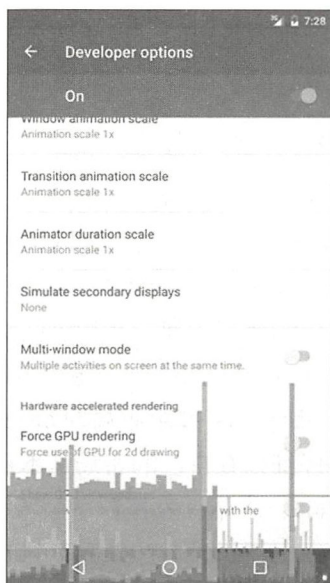 3G 7:28
Developer options
On
Window animation scale
Animation scale 1x
Transition animation scale
Animation scale 1x
Animator duration scale
Animation scale 1x
Simulate secondary displays
None
Multi-window mode
Multiple activities on screen at the same time.
Hardware accelerated rendering
Force GPU rendering
Force use of GPU for 2d drawing
with the